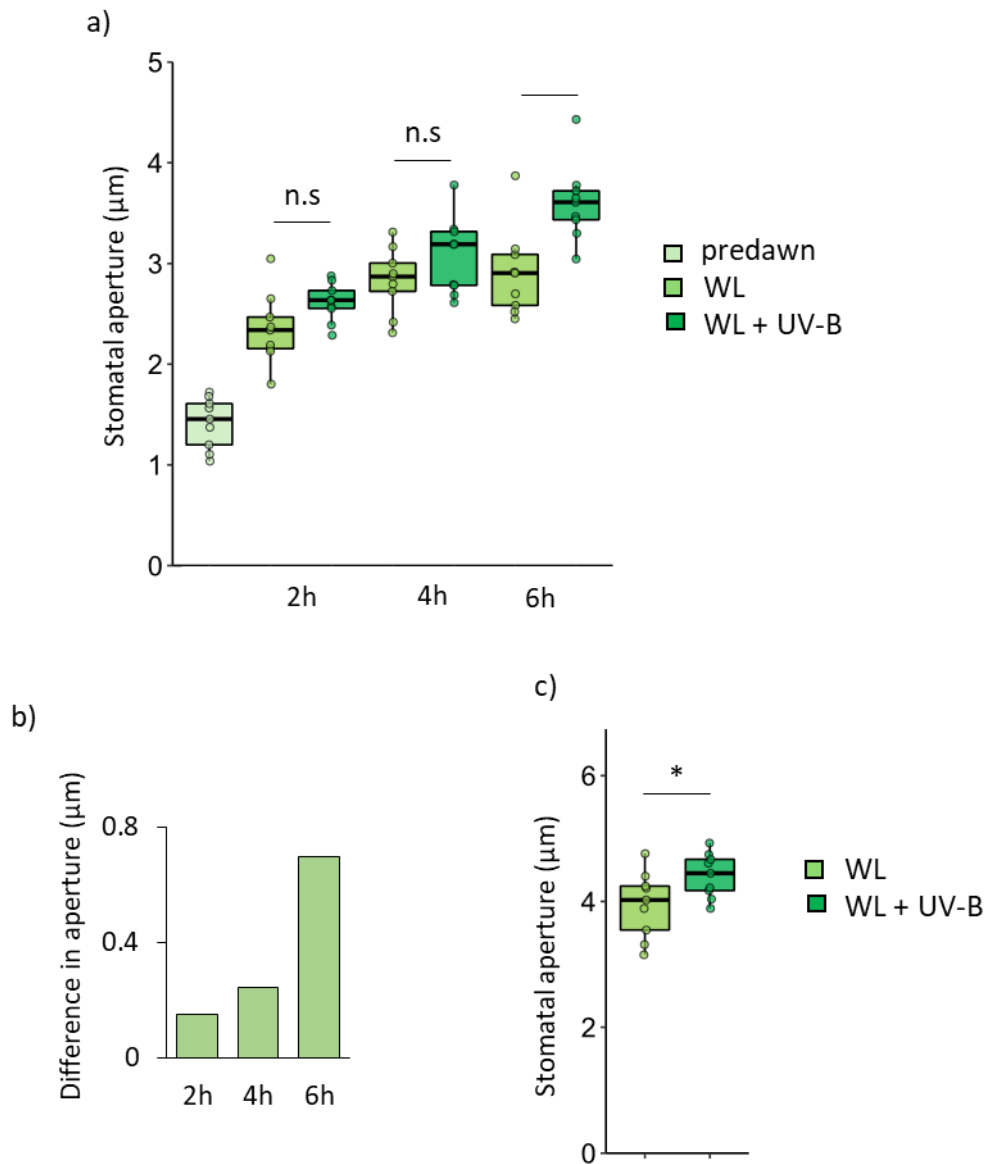 a)
Stomatal aperture (µm)
5
4
3
2
1
0
n.s
n.s
2h
4h
6h
predawn
WL
WL + UV-B
b)
Difference in aperture (µm)
0.8
0.4
0
2h
4h
6h
c)
Stomatal aperture (µm)
6
4
2
0
*
WL
WL + UV-B